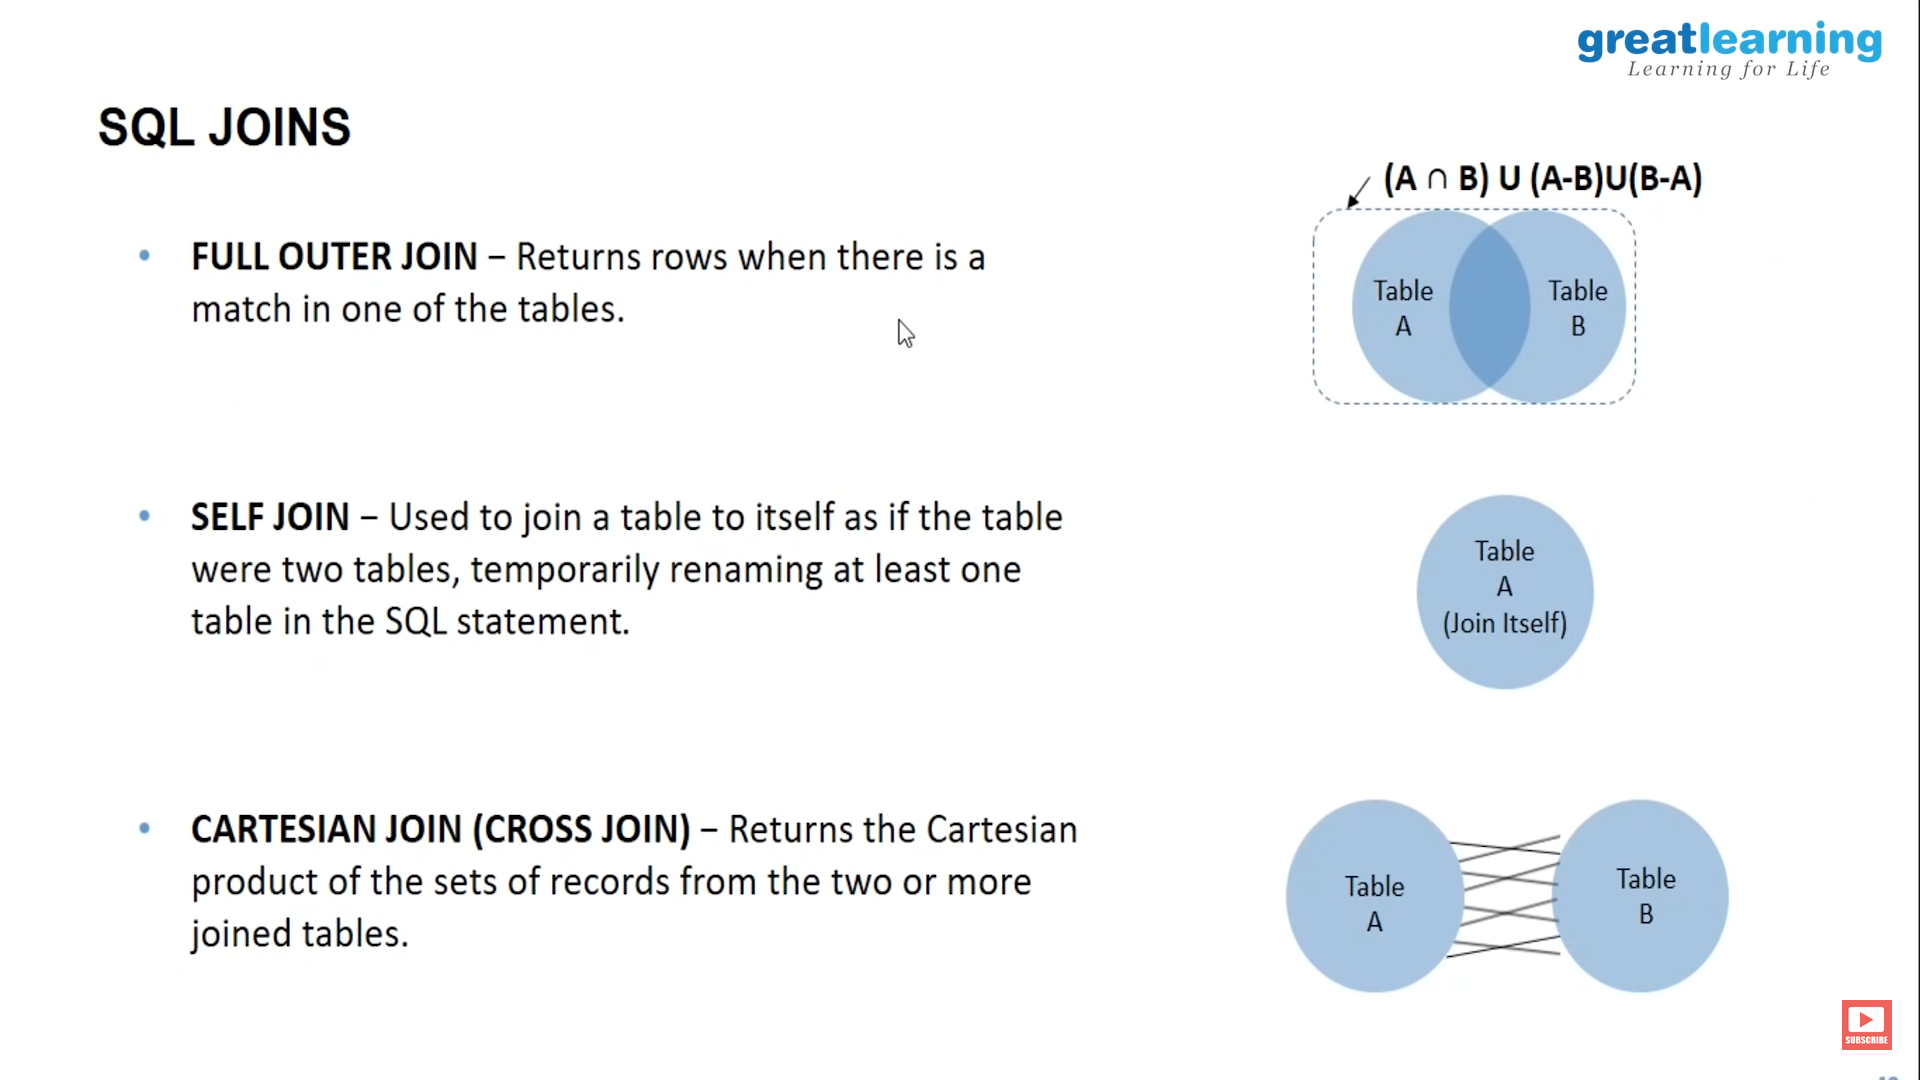 greatlearning
Learning for Life
SQL JOINS
(A ∩ B) U (A-B)U(B-A)
• FULL OUTER JOIN – Returns rows when there is a
match in one of the tables.
Table
A
Table
B
• SELF JOIN – Used to join a table to itself as if the table
were two tables, temporarily renaming at least one
table in the SQL statement.
Table
A
(Join Itself)
• CARTESIAN JOIN (CROSS JOIN) – Returns the Cartesian
product of the sets of records from the two or more
joined tables.
Table
A
Table
B
SUBSCRIBE